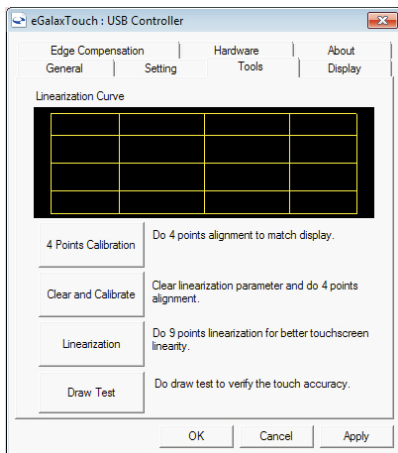 eGalaxTouch : USB Controller
Edge Compensation Hardware About
General Setting Tools Display
Linearization Curve
4 Points Calibration
Do 4 points alignment to match display.
Clear and Calibrate
Clear linearization parameter and do 4 points
alignment.
Linearization
Do 9 points linearization for better touchscreen
linearity.
Draw Test
Do draw test to verify the touch accuracy.
OK Cancel Apply